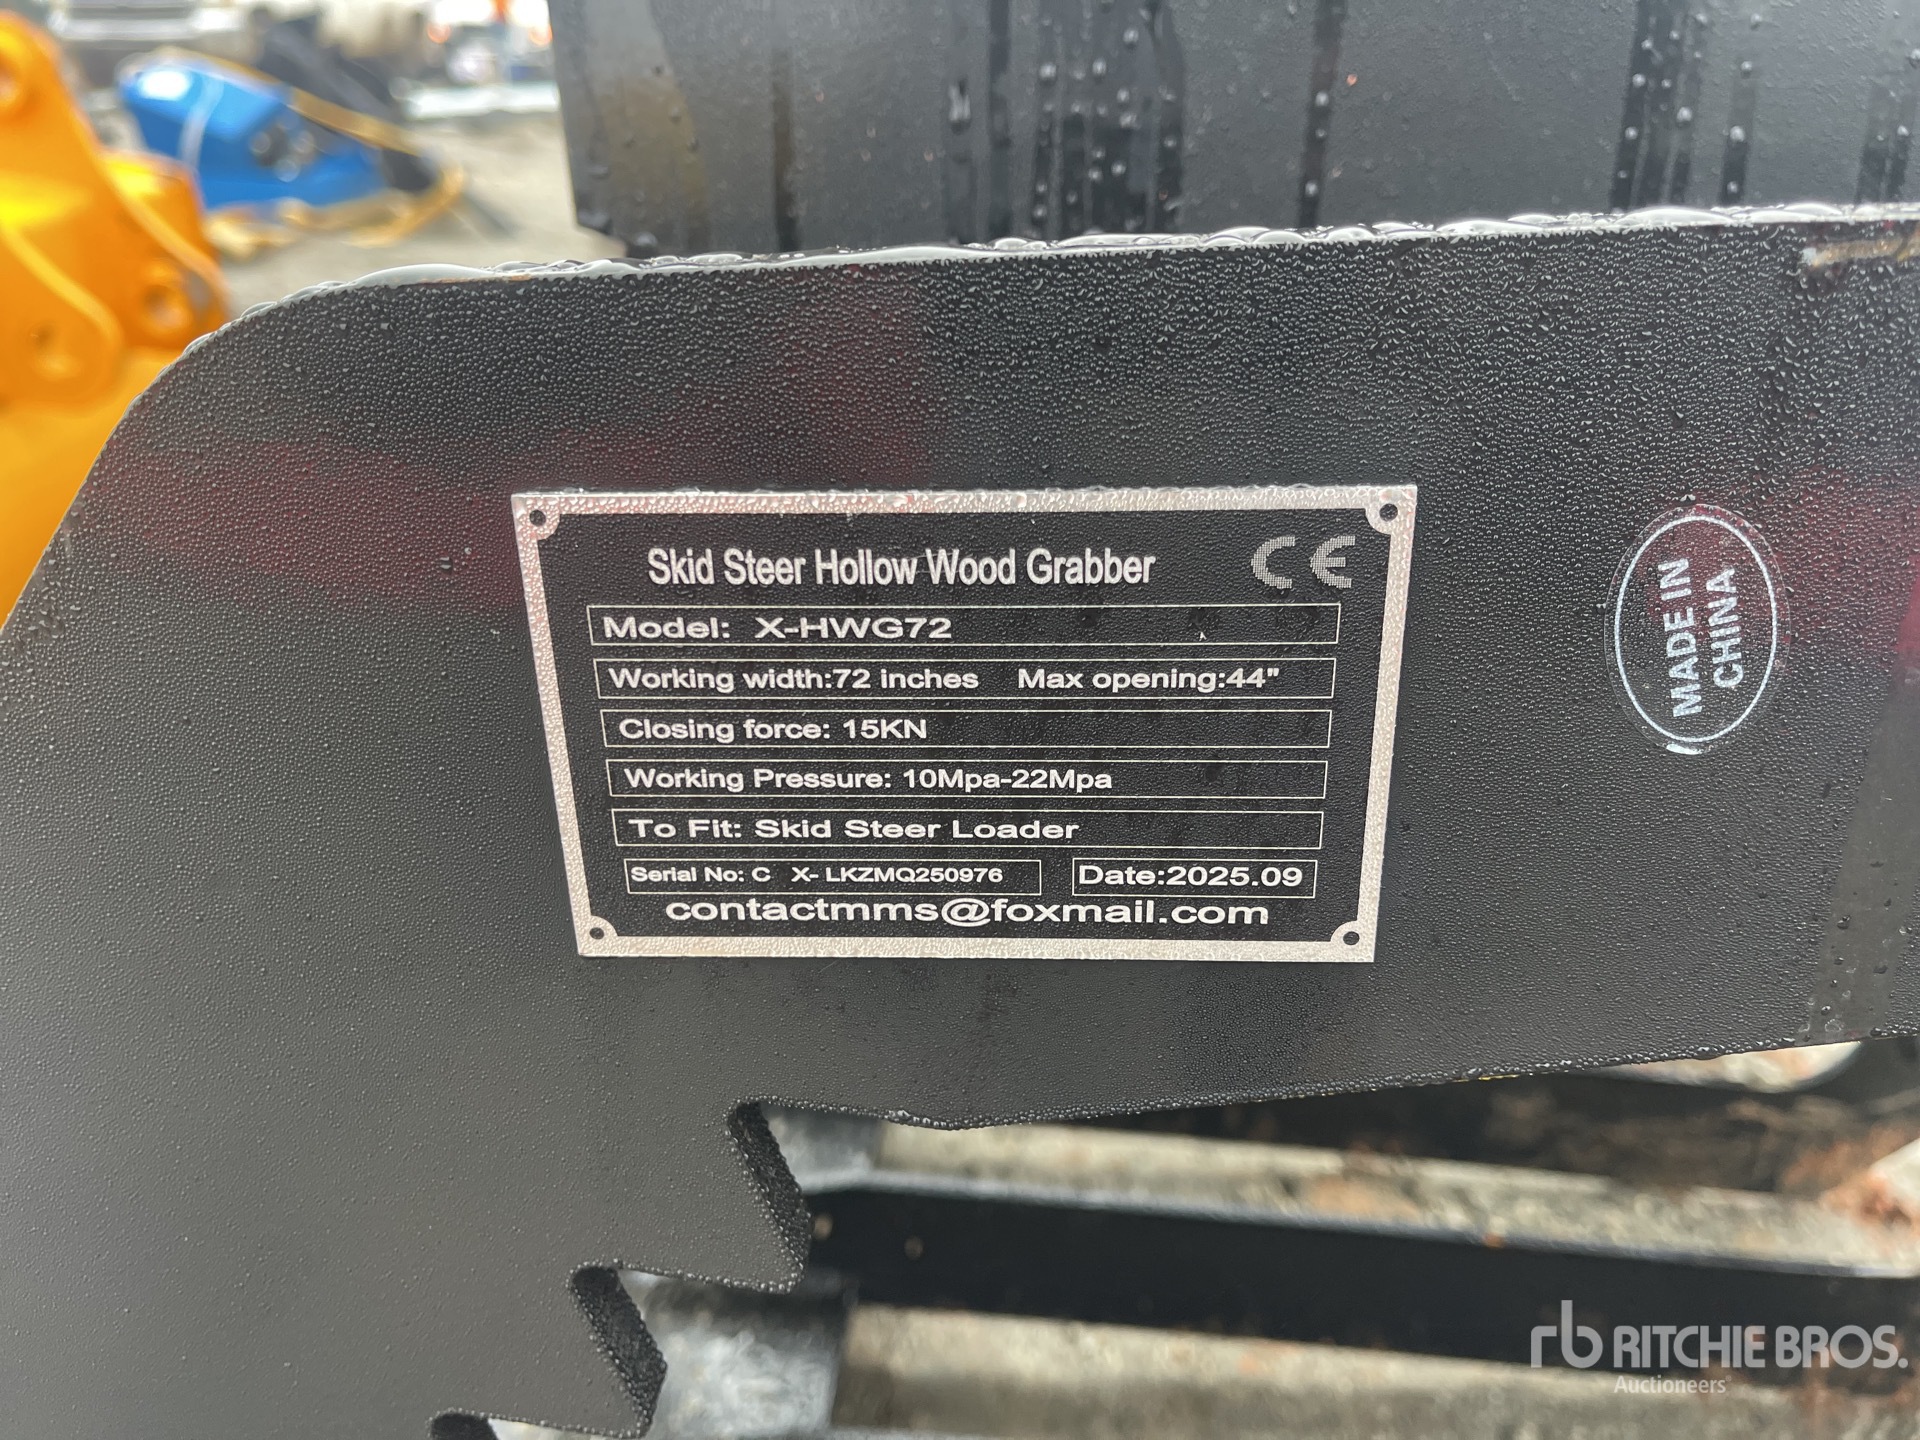 Skid Steer Hollow Wood Grabber CE
Model: X-HWG72
Working width:72 inches Max opening:44"
Closing force: 15KN
Working Pressure: 10Mpa-22Mpa
To Fit: Skid Steer Loader
Serial No: C X- LKZMQ250976 Date:2025.09
contactmms@foxmail.com
MADE IN
CHINA
rb RITCHIE BROS.
Auctioneers